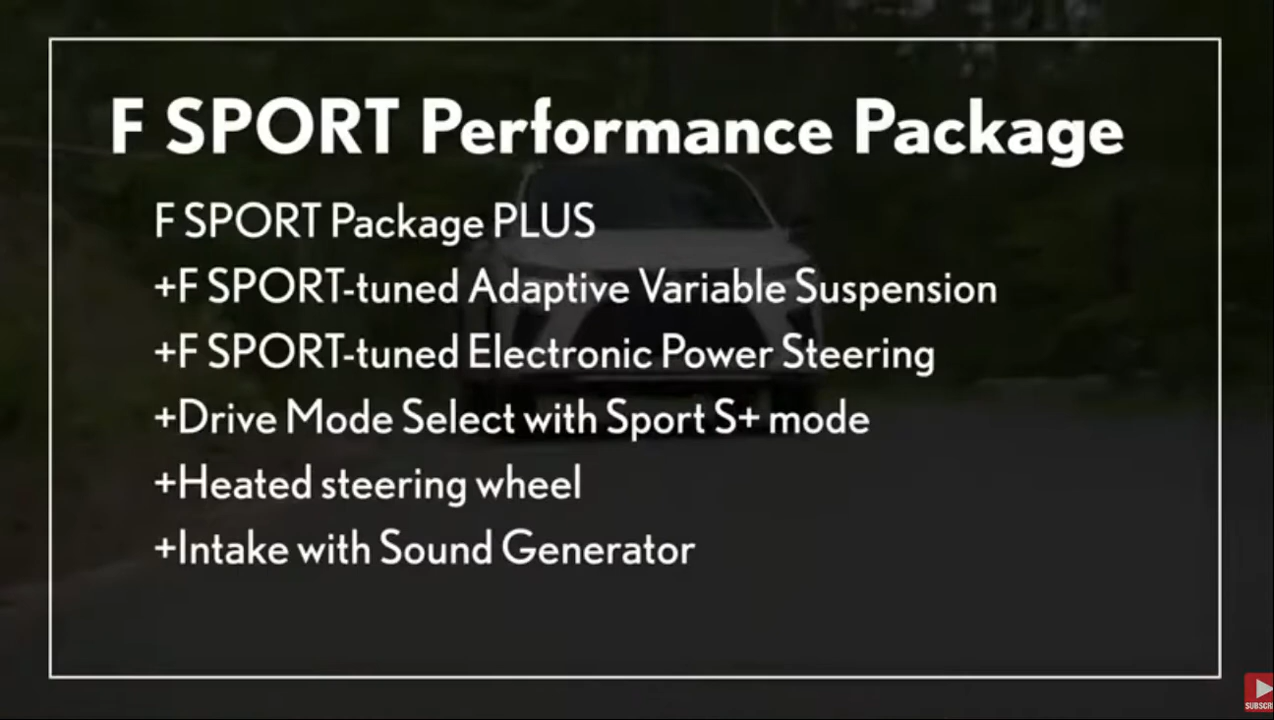 F SPORT Performance Package
F SPORT Package PLUS
+F SPORT-tuned Adaptive Variable Suspension
+F SPORT-tuned Electronic Power Steering
+Drive Mode Select with Sport S+ mode
+Heated steering wheel
+Intake with Sound Generator